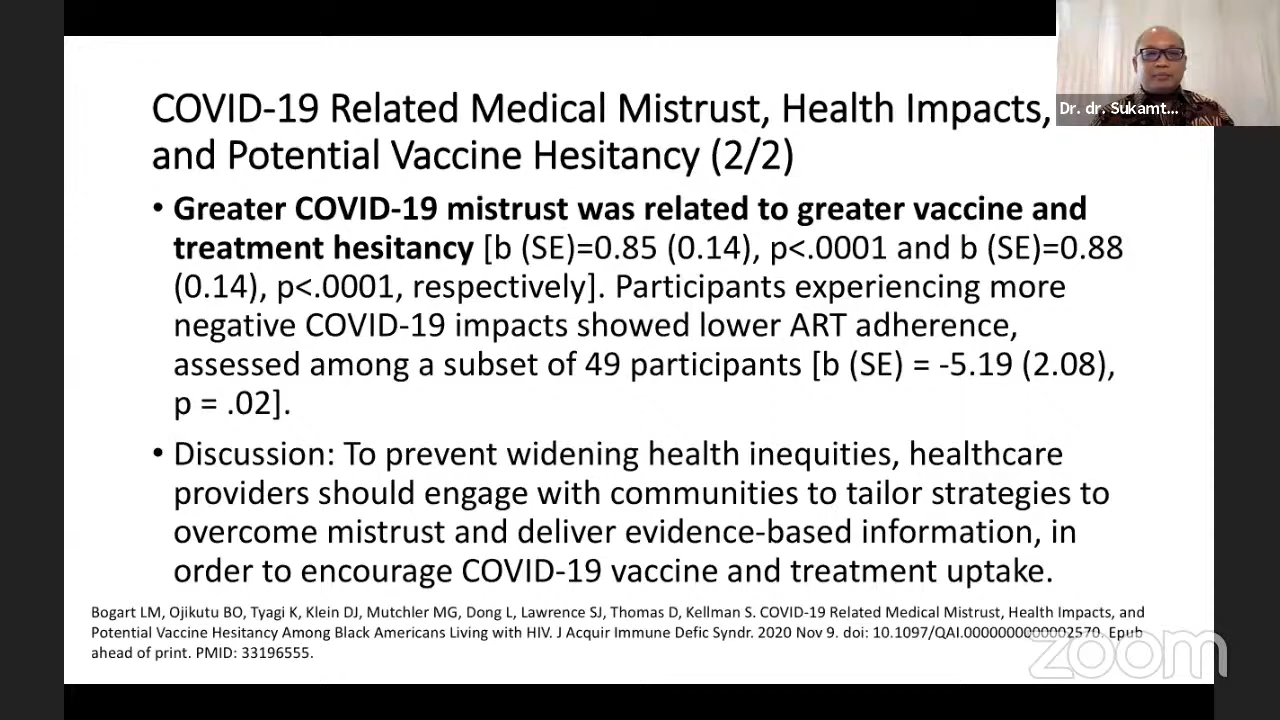 COVID-19 Related Medical Mistrust, Health Impacts,
and Potential Vaccine Hesitancy (2/2)
Dr. dr. Sukamt...
• Greater COVID-19 mistrust was related to greater vaccine and
treatment hesitancy [b (SE)=0.85 (0.14), p<.0001 and b (SE)=0.88
(0.14), p<.0001, respectively]. Participants experiencing more
negative COVID-19 impacts showed lower ART adherence,
assessed among a subset of 49 participants [b (SE) = -5.19 (2.08),
p = .02].
• Discussion: To prevent widening health inequities, healthcare
providers should engage with communities to tailor strategies to
overcome mistrust and deliver evidence-based information, in
order to encourage COVID-19 vaccine and treatment uptake.
Bogart LM, Ojikutu BO, Tyagi K, Klein DJ, Mutchler MG, Dong L, Lawrence SJ, Thomas D, Kellman S. COVID-19 Related Medical Mistrust, Health Impacts, and
Potential Vaccine Hesitancy Among Black Americans Living with HIV. J Acquir Immune Defic Syndr. 2020 Nov 9. doi: 10.1097/QAI.0000000000002570. Epub
ahead of print. PMID: 33196555.
zoom